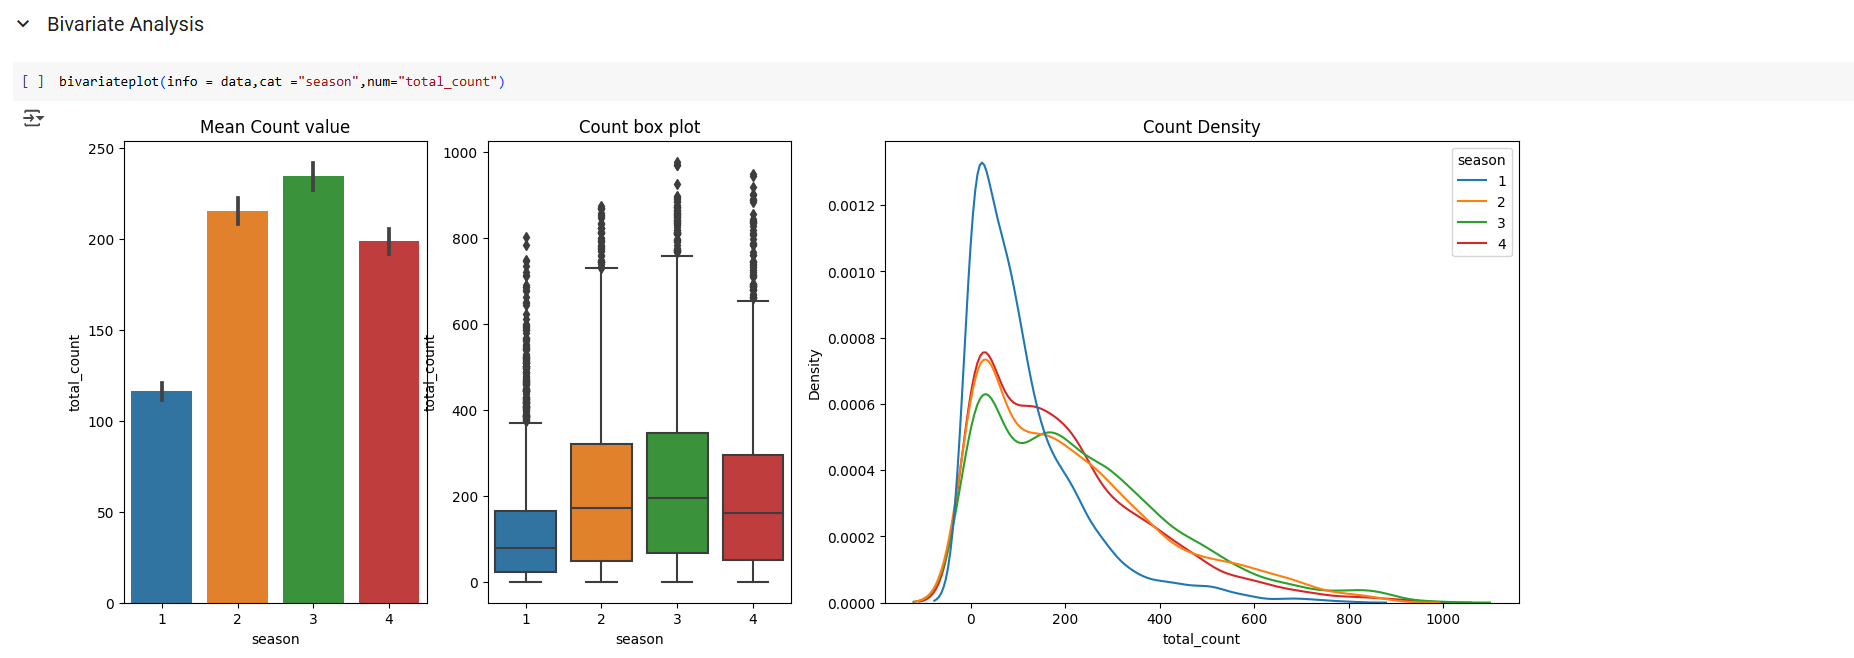 Bivariate Analysis
[ ] bivariateplot(info = data,cat ="season",num="total_count")
Mean Count value
250
200
150
100
50
0
total_count
1 2 3 4
season
Count box plot
1000
800
600
400
200
0
total_count
1 2 3 4
season
Count Density
0.0012
0.0010
0.0008
0.0006
0.0004
0.0002
0.0000
Density
0 200 400 600 800 1000
total_count
season
1
2
3
4